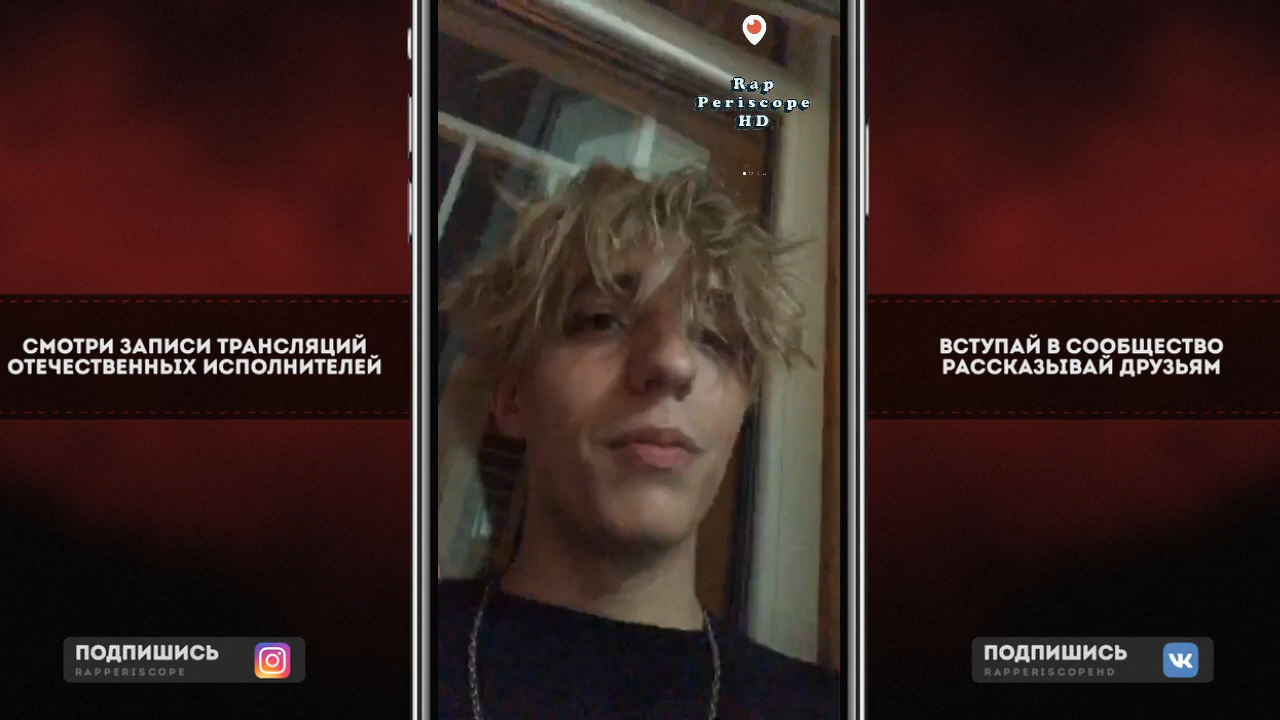 Rap
Periscope
HD
СМОТРИ ЗАПИСИ ТРАНСЛЯЦИЙ
ОТЕЧЕСТВЕННЫХ ИСПОЛНИТЕЛЕЙ
ВСТУПАЙ В СООБЩЕСТВО
РАССКАЗЫВАЙ ДРУЗЬЯМ
ПОДПИШИСЬ
RAPPERISCOPE
ПОДПИШИСЬ
RAPPERISCOPEHD